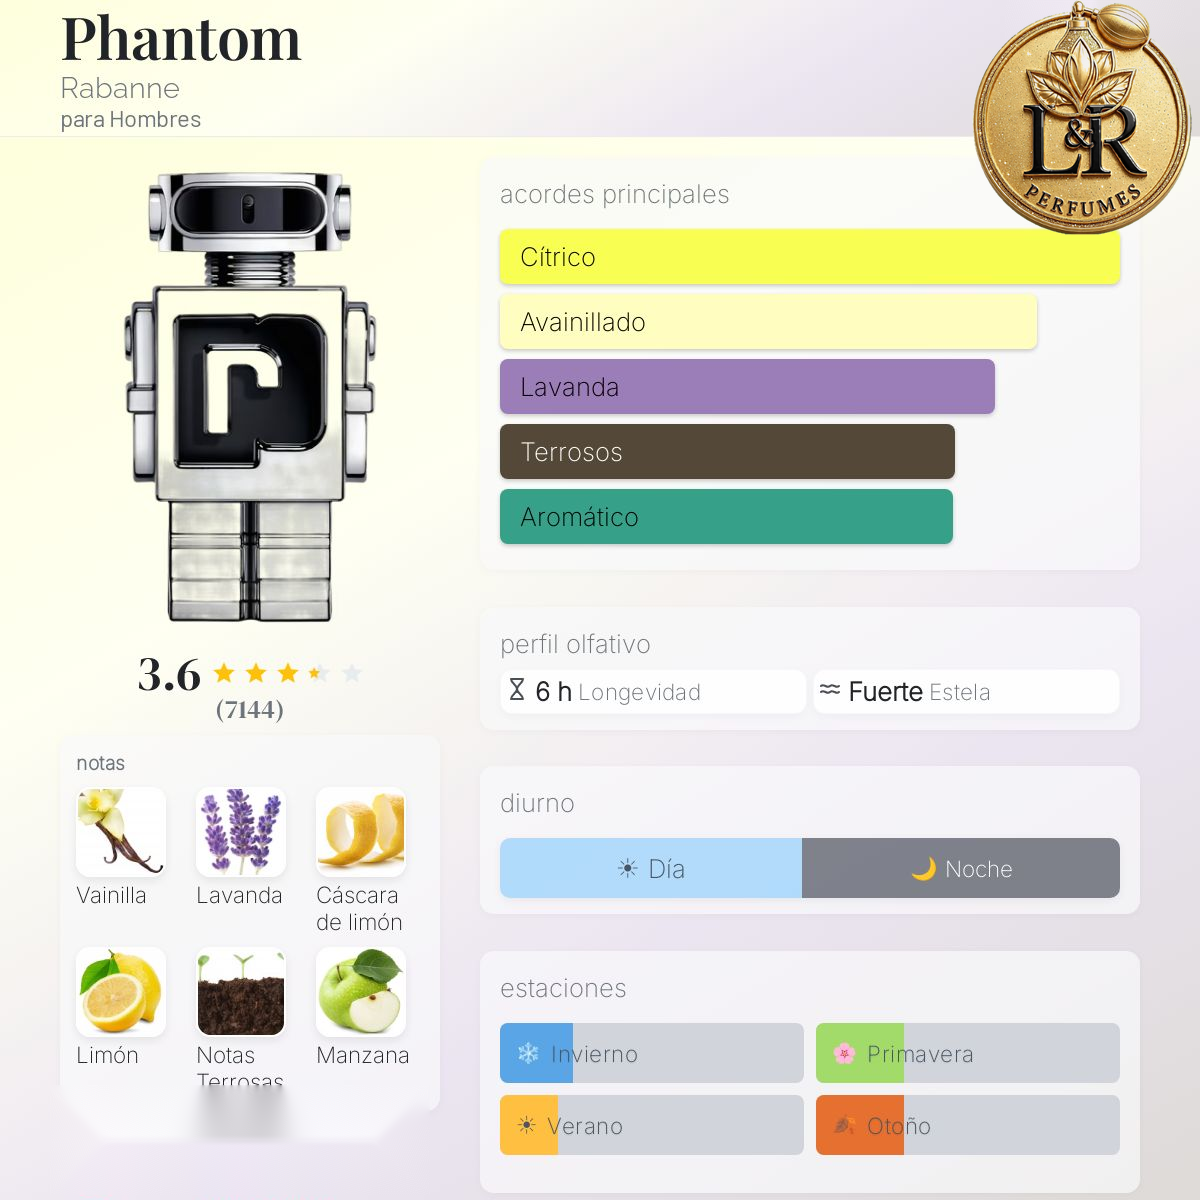 Phantom
Rabanne
para Hombres
L&R
PERFUMES
acordes principales
Cítrico
Avainillado
Lavanda
Terrosos
Aromático
3.6
(7144)
notas
Vainilla
Lavanda
Cáscara
de limón
Limón
Notas
Terrosas
Manzana
perfil olfativo
6 h Longevidad
Fuerte Estela
diurno
Día
Noche
estaciones
Invierno
Primavera
Verano
Otoño